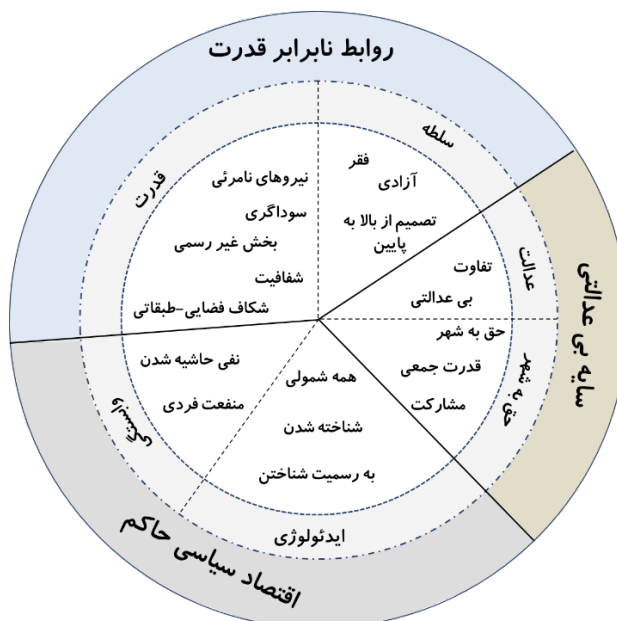 روابط نابرابر قدرت
سلطه
قدرت
فقر
آزادی
تصمیم از بالا به
پایین
نیروهای نامرئی
سوداگری
بخش غیر رسمی
شفافیت
شکاف فضایی-طبقاتی
سایه بی عدالتی
عدالت
تفاوت
بی عدالتی
حق به شهر
حق به شهر
قدرت جمعی
مشارکت
اقتصاد سیاسی حاکم
ایدئولوژی
همه شمولی
شناخته شدن
به رسمیت شناختن
وابستگی
نفی حاشیه شدن
منفعت فردی